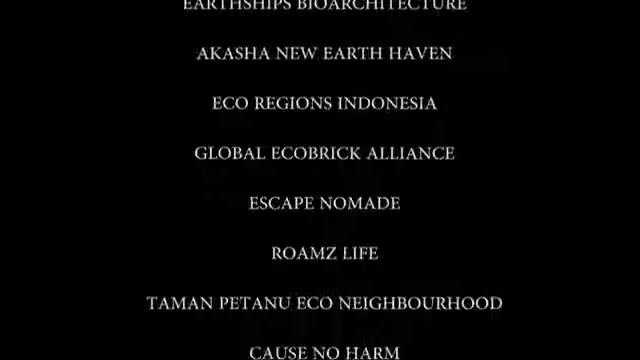 EARTHSHIPS BIOARCHITECTURE
AKASHA NEW EARTH HAVEN
ECO REGIONS INDONESIA
GLOBAL ECOBRICK ALLIANCE
ESCAPE NOMADE
ROAMZ LIFE
TAMAN PETANU ECO NEIGHBOURHOOD
CAUSE NO HARM